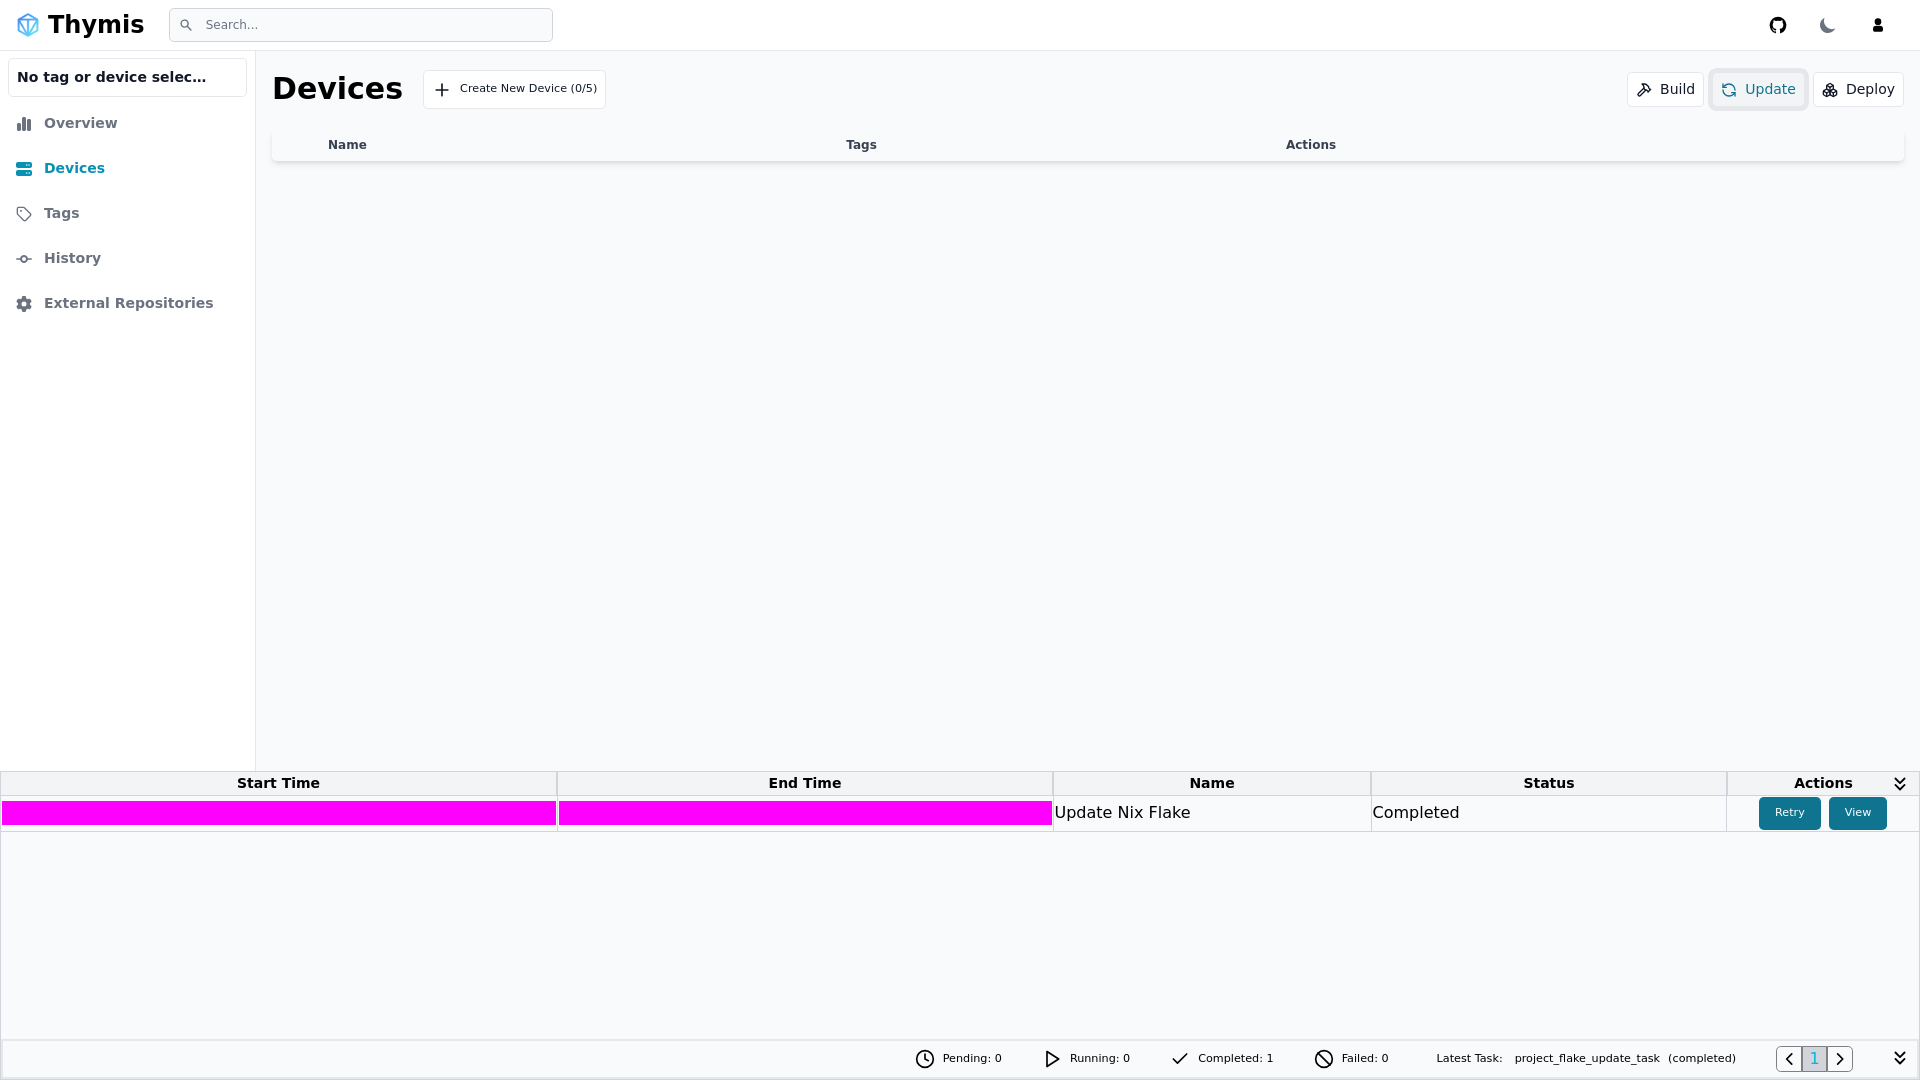 Thymis
Search...
No tag or device selec...
Overview
Devices
Tags
History
External Repositories
Devices
Create New Device (0/5)
Build
Update
Deploy
Name Tags Actions
Start Time End Time Name Status Actions
Update Nix Flake Completed Retry View
Pending: 0 Running: 0 Completed: 1 Failed: 0 Latest Task: project_flake_update_task (completed) 1